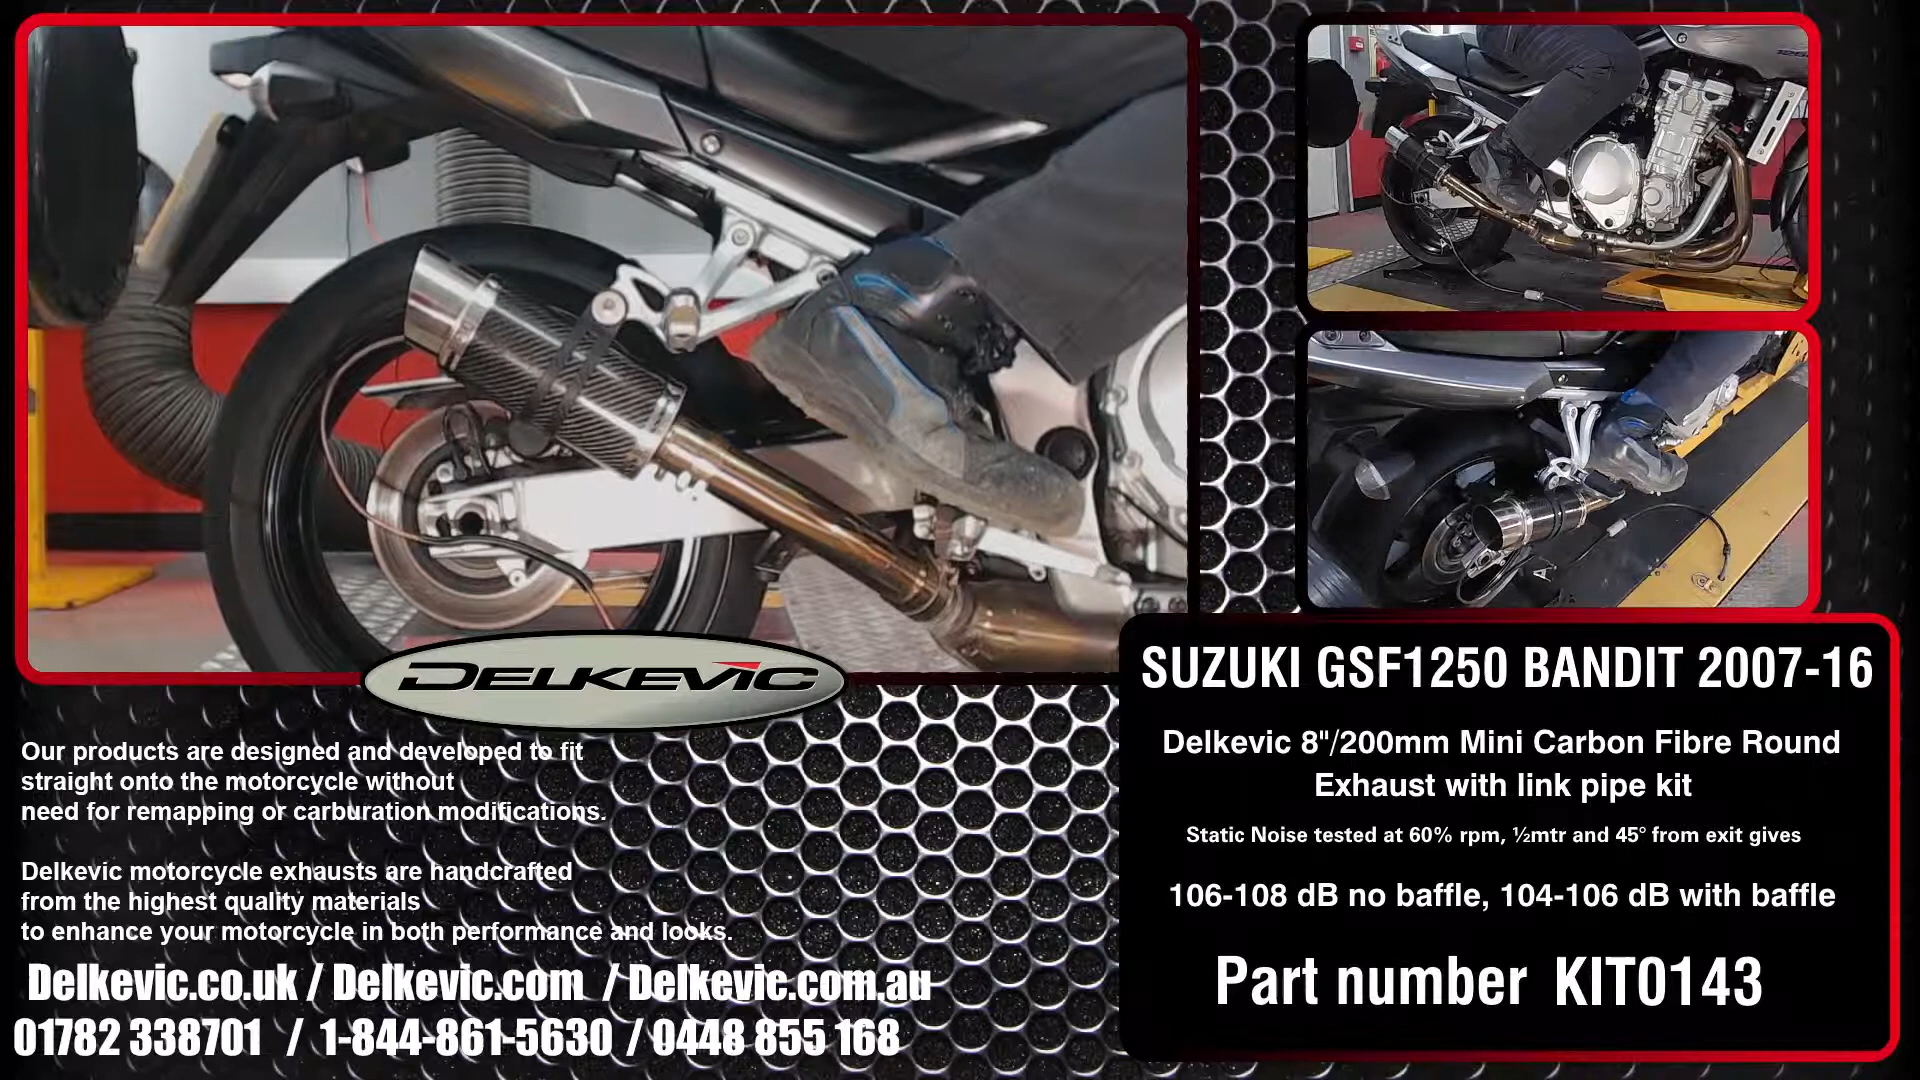 DELKEVIC
Our products are designed and developed to fit
straight onto the motorcycle without
need for remapping or carburation modifications.
Delkevic motorcycle exhausts are handcrafted
from the highest quality materials
to enhance your motorcycle in both performance and looks.
Delkevic.co.uk / Delkevic.com / Delkevic.com.au
01782 338701 / 1-844-861-5630 / 0448 855 168
SUZUKI GSF1250 BANDIT 2007-16
Delkevic 8"/200mm Mini Carbon Fibre Round
Exhaust with link pipe kit
Static Noise tested at 60% rpm, ½mtr and 45° from exit gives
106-108 dB no baffle, 104-106 dB with baffle
Part number KIT0143